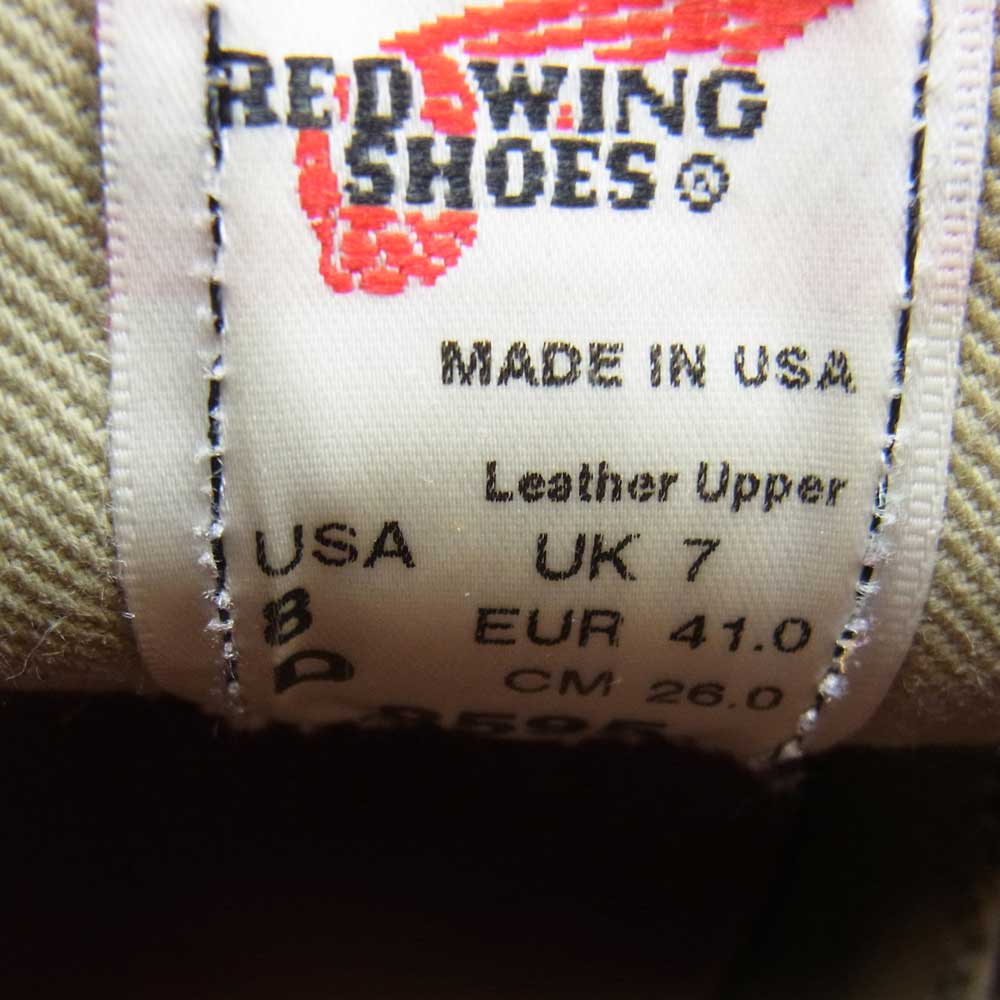 RED WING
SHOES ®
MADE IN USA
Leather Upper
USA UK 7
8 EUR 41.0
D CM 26.0